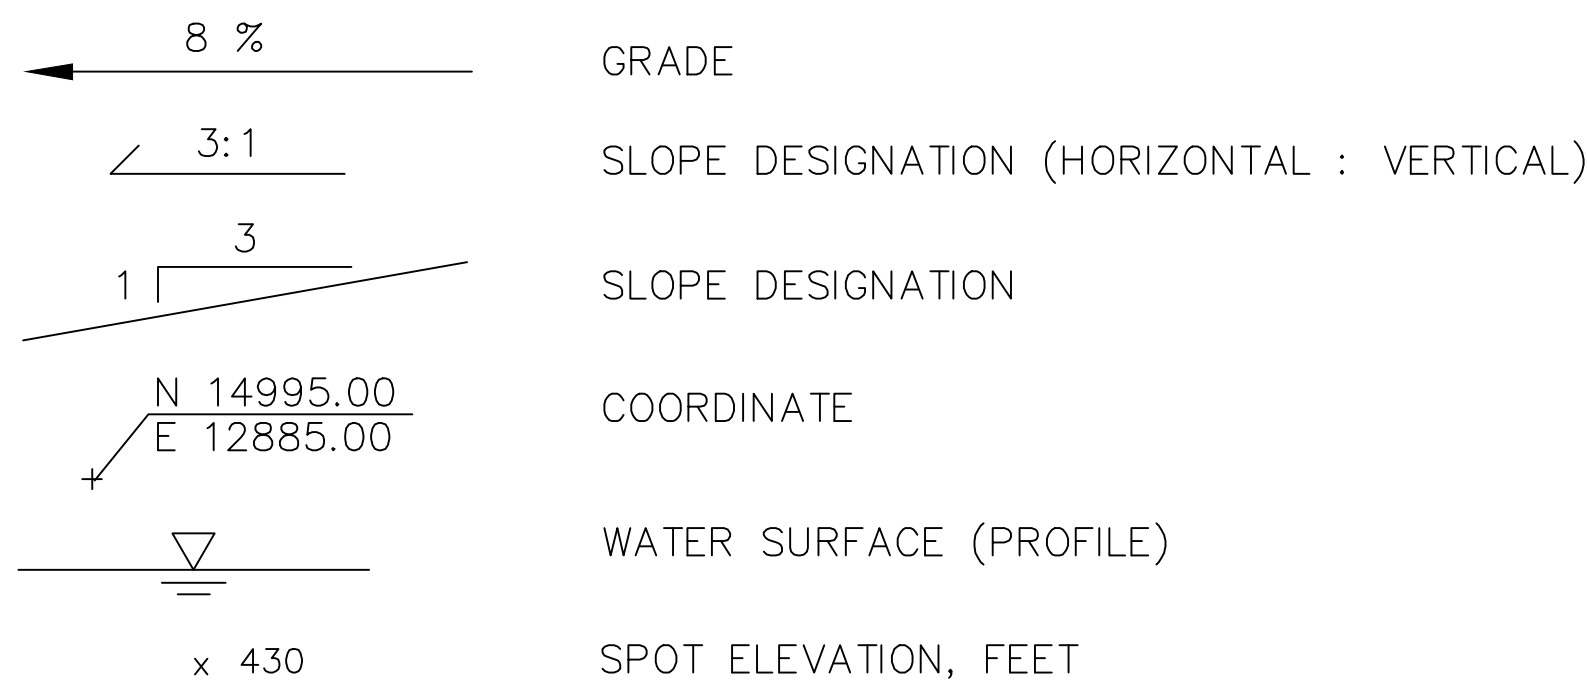 8 %
GRADE
3:1
SLOPE DESIGNATION (HORIZONTAL : VERTICAL)
3
1
SLOPE DESIGNATION
N 14995.00
E 12885.00
COORDINATE
WATER SURFACE (PROFILE)
x 430
SPOT ELEVATION, FEET